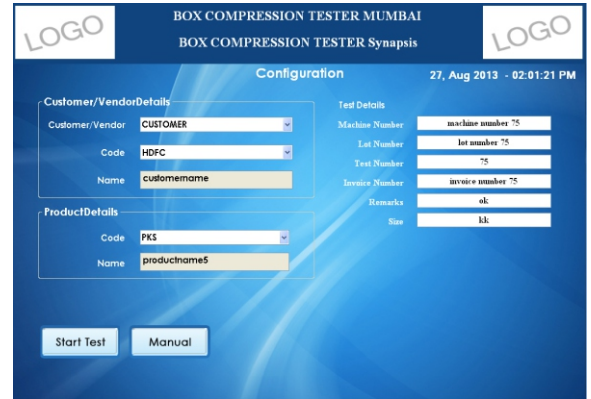 LOGO
BOX COMPRESSION TESTER MUMBAI
BOX COMPRESSION TESTER Synapsis
LOGO
Configuration
27, Aug 2013 - 02:01:21 PM
Customer/VendorDetails
Customer/Vendor CUSTOMER
Code HDFC
Name customername
ProductDetails
Code PKS
Name productname5
Test Details
Machine Number machine number 75
Lot Number lot number 75
Test Number 75
Invoice Number invoice number 75
Remarks ok
Size kk
Start Test
Manual